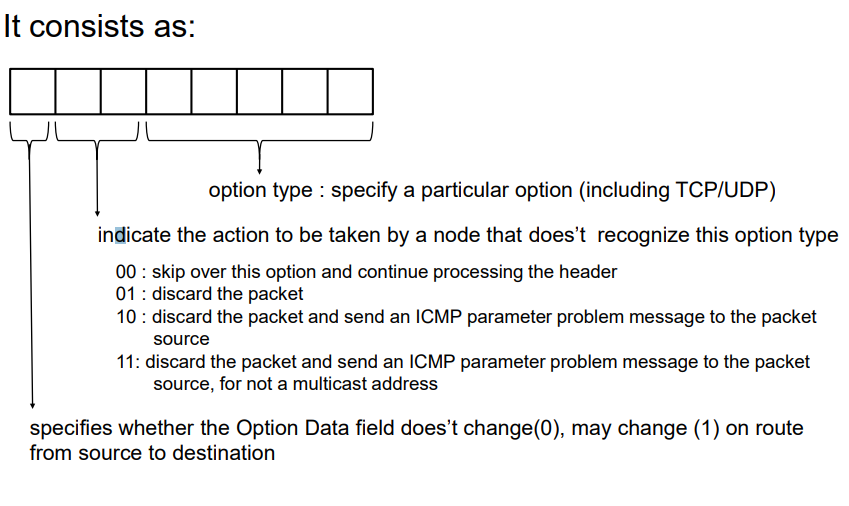 It consists as:
option type : specify a particular option (including TCP/UDP)
indicate the action to be taken by a node that does't recognize this option type
00 : skip over this option and continue processing the header
01 : discard the packet
10 : discard the packet and send an ICMP parameter problem message to the packet
source
11: discard the packet and send an ICMP parameter problem message to the packet
source, for not a multicast address
specifies whether the Option Data field does't change(0), may change (1) on route
from source to destination